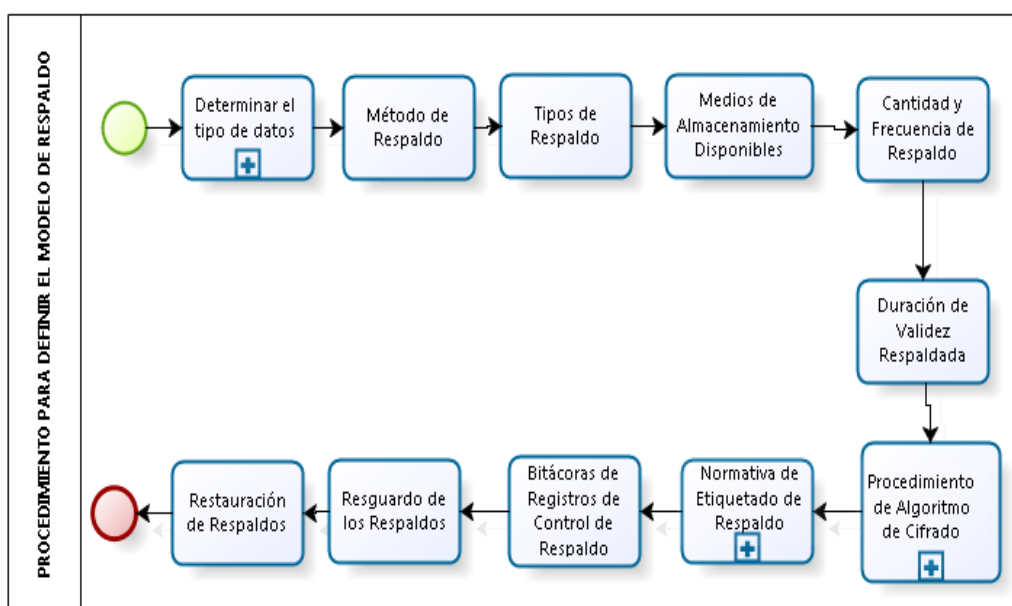 PROCEDIMIENTO PARA DEFINIR EL MODELO DE RESPALDO
Determinar el
tipo de datos
Método de
Respaldo
Tipos de
Respaldo
Medios de
Almacenamiento
Disponibles
Cantidad y
Frecuencia de
Respaldo
Duración de
Validez
Respaldada
Procedimiento
de Algoritmo
de Cifrado
Normativa de
Etiquetado de
Respaldo
Bitácoras de
Registros de
Control de
Respaldo
Resguardo de
los Respaldos
Restauración
de Respaldos